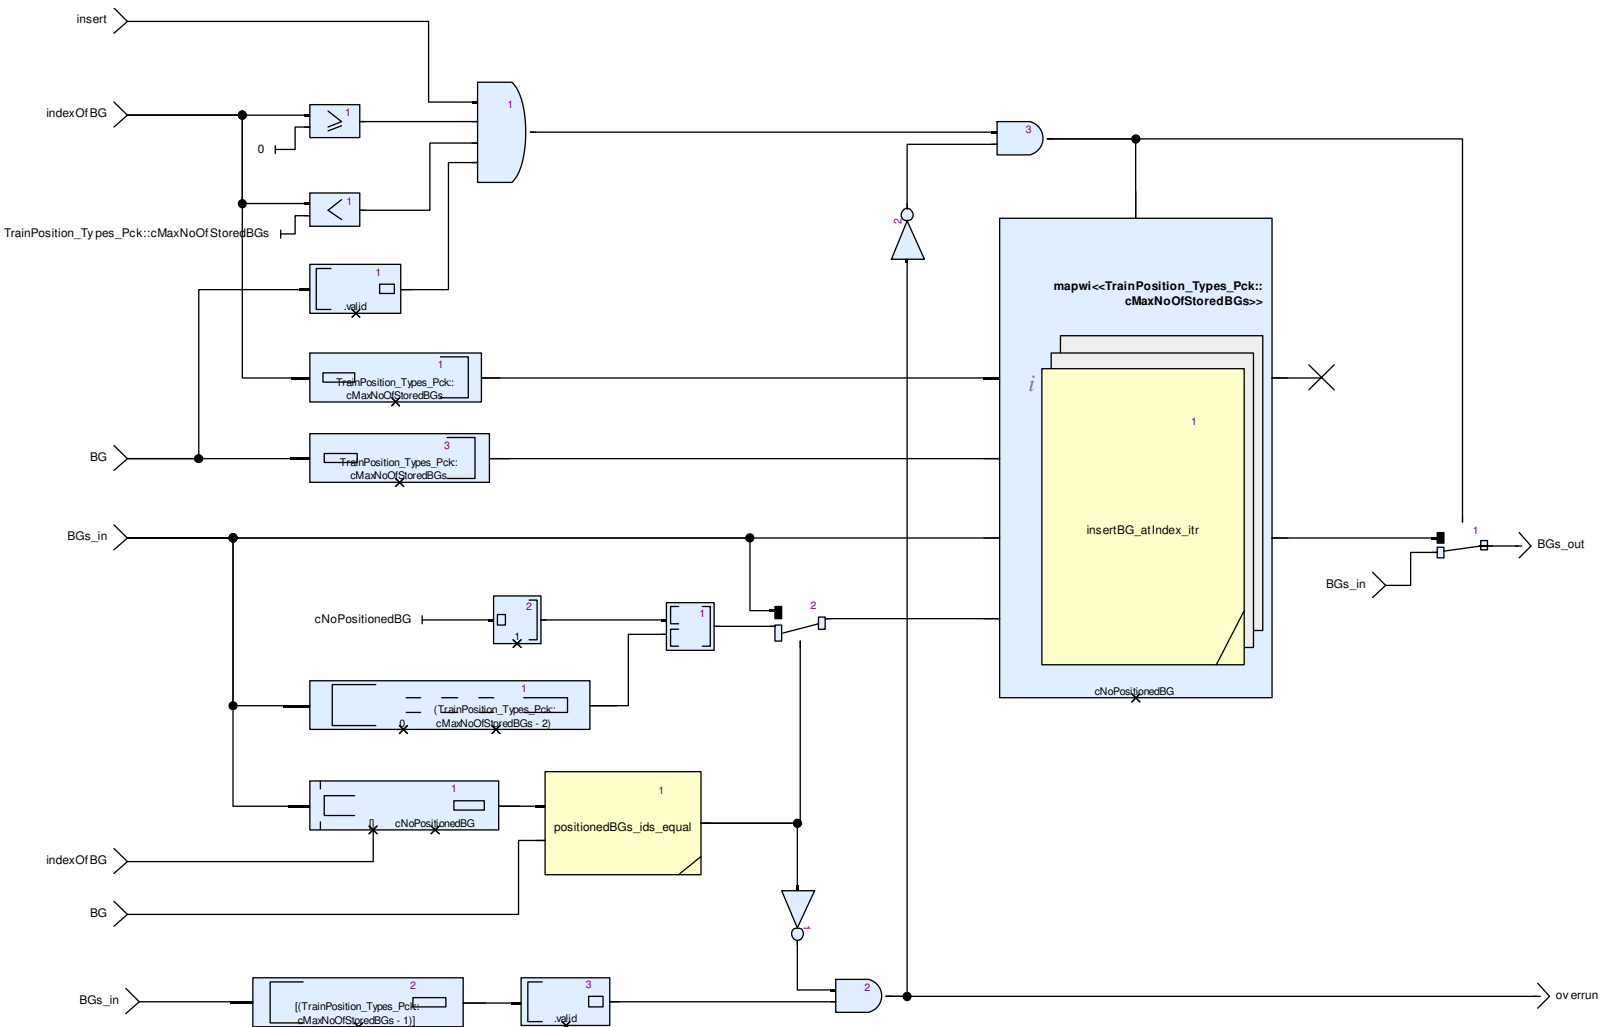 insert
1
indexOfBG
1
0
1
TrainPosition_Types_Pck::cMaxNoOfStoredBGs
1
.valid
3
2
mapwi<<TrainPosition_Types_Pck::
cMaxNoOfStoredBGs>>
1
TrainPosition_Types_Pck::
cMaxNoOfStoredBGs
i
1
BG
3
TrainPosition_Types_Pck::
cMaxNoOfStoredBGs
insertBG_atIndex_itr
BGs_in
1
BGs_out
BGs_in
cNoPositionedBG
2
1
1
2
cNoPositionedBG
1
(TrainPosition_Types_Pck::
0
cMaxNoOfStoredBGs - 2)
1
[]
cNoPositionedBG
1
positionedBGs_ids_equal
indexOfBG
BG
1
BGs_in
2
[(TrainPosition_Types_Pck::
cMaxNoOfStoredBGs - 1)]
3
.valid
2
overrun